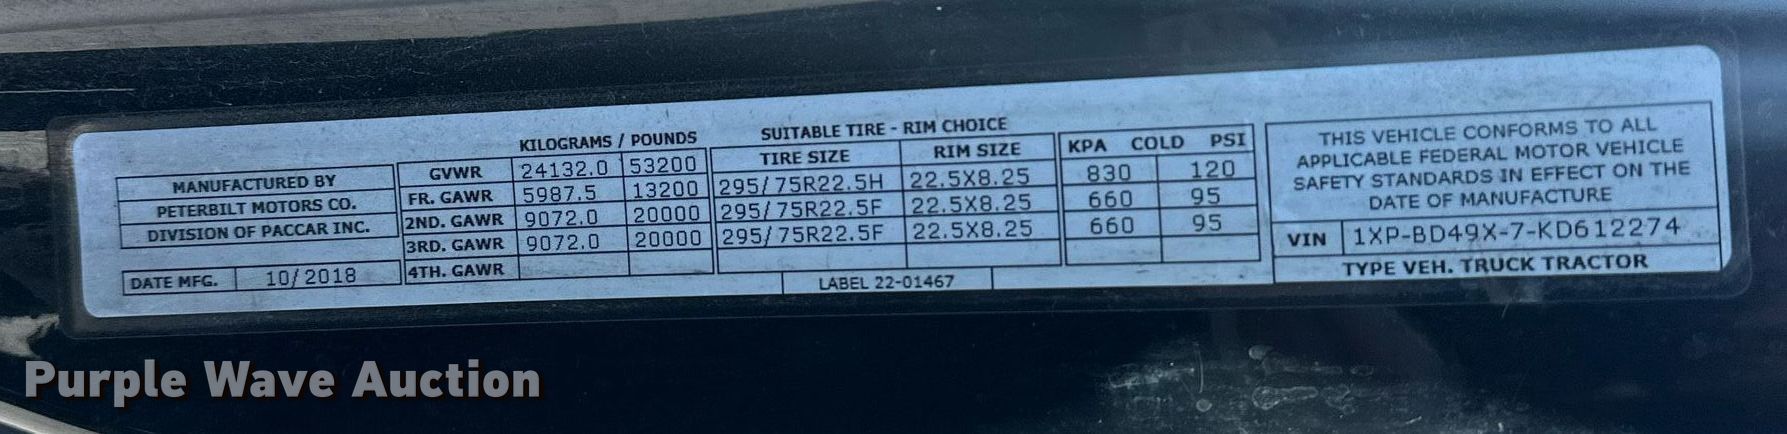 KILOGRAMS / POUNDS SUITABLE TIRE - RIM CHOICE
MANUFACTURED BY
PETERBILT MOTORS CO.
DIVISION OF PACCAR INC.
DATE MFG. 10/2018
GVWR 24132.0 53200
FR. GAWR 5987.5 13200
2ND. GAWR 9072.0 20000
3RD. GAWR 9072.0 20000
4TH. GAWR
TIRE SIZE RIM SIZE KPA COLD PSI
295/75R22.5H 22.5X8.25 830 120
295/75R22.5F 22.5X8.25 660 95
295/75R22.5F 22.5X8.25 660 95
LABEL 22-01467
THIS VEHICLE CONFORMS TO ALL
APPLICABLE FEDERAL MOTOR VEHICLE
SAFETY STANDARDS IN EFFECT ON THE
DATE OF MANUFACTURE
VIN 1XP-BD49X-7-KD612274
TYPE VEH. TRUCK TRACTOR
Purple Wave Auction